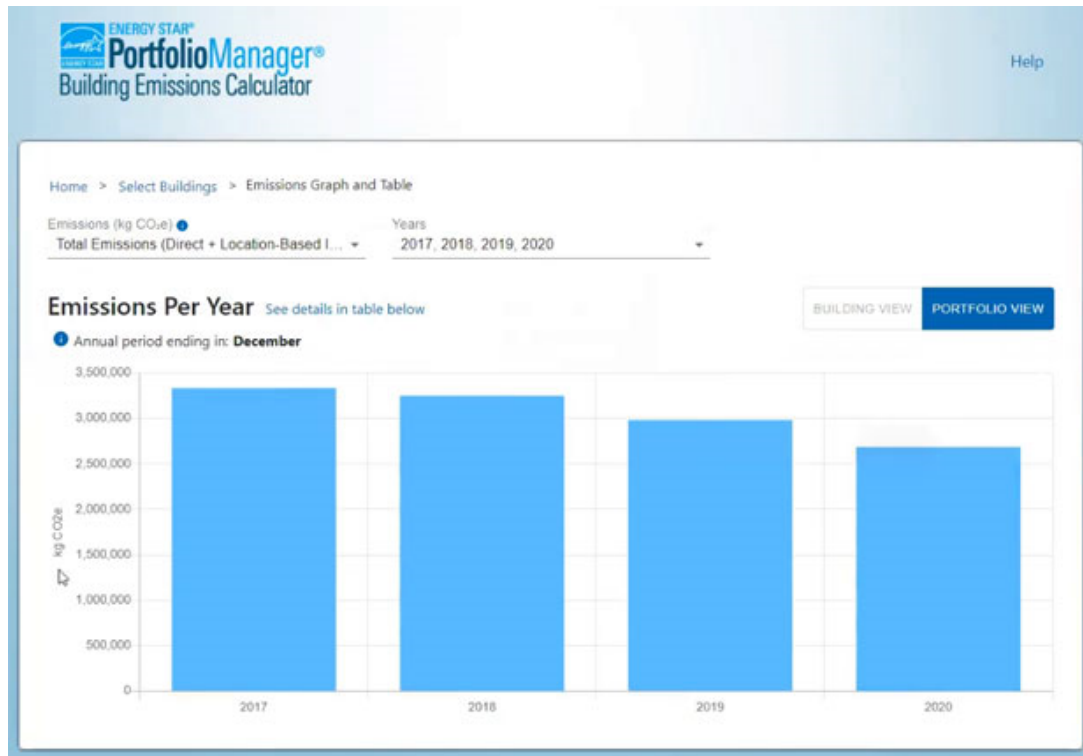 ENERGY STAR®
PortfolioManager®
Building Emissions Calculator
Help
Home > Select Buildings > Emissions Graph and Table
Emissions (kg CO₂e)
Total Emissions (Direct + Location-Based I...
Years
2017, 2018, 2019, 2020
Emissions Per Year See details in table below
BUILDING VIEW PORTFOLIO VIEW
Annual period ending in: December
3,500,000
3,000,000
2,500,000
2,000,000
1,500,000
1,000,000
500,000
0
kg CO2e
2017 2018 2019 2020